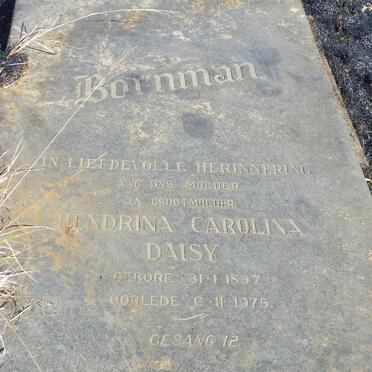 Bornman
IN LIEFDEVOLLE HERINNERING
AAN ONS MOEDER
EN GROOTMOEDER
HENDRINA CAROLINA
DAISY
GEBORE 31·1·1897
OORLEDE 11·1975.
GESANG 12.